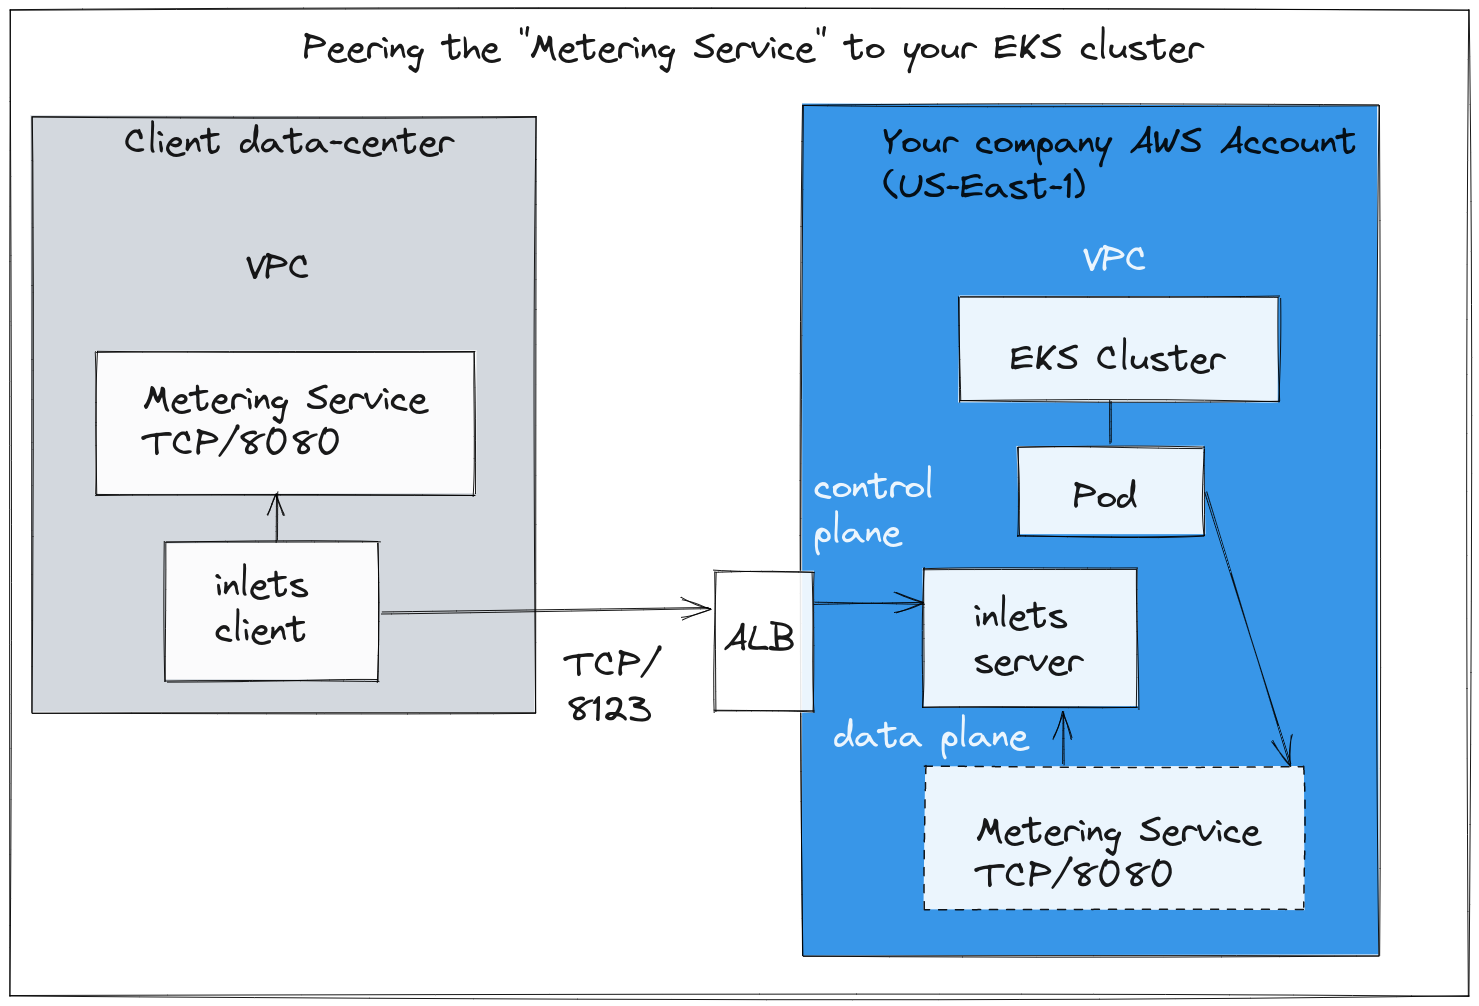 Peering the "Metering Service" to your EKS cluster
Client data-center
VPC
Metering Service
TCP/8080
inlets
client
TCP/
8123
ALB
Your company AWS Account
(US-East-1)
VPC
EKS Cluster
Pod
control
plane
inlets
server
data plane
Metering Service
TCP/8080